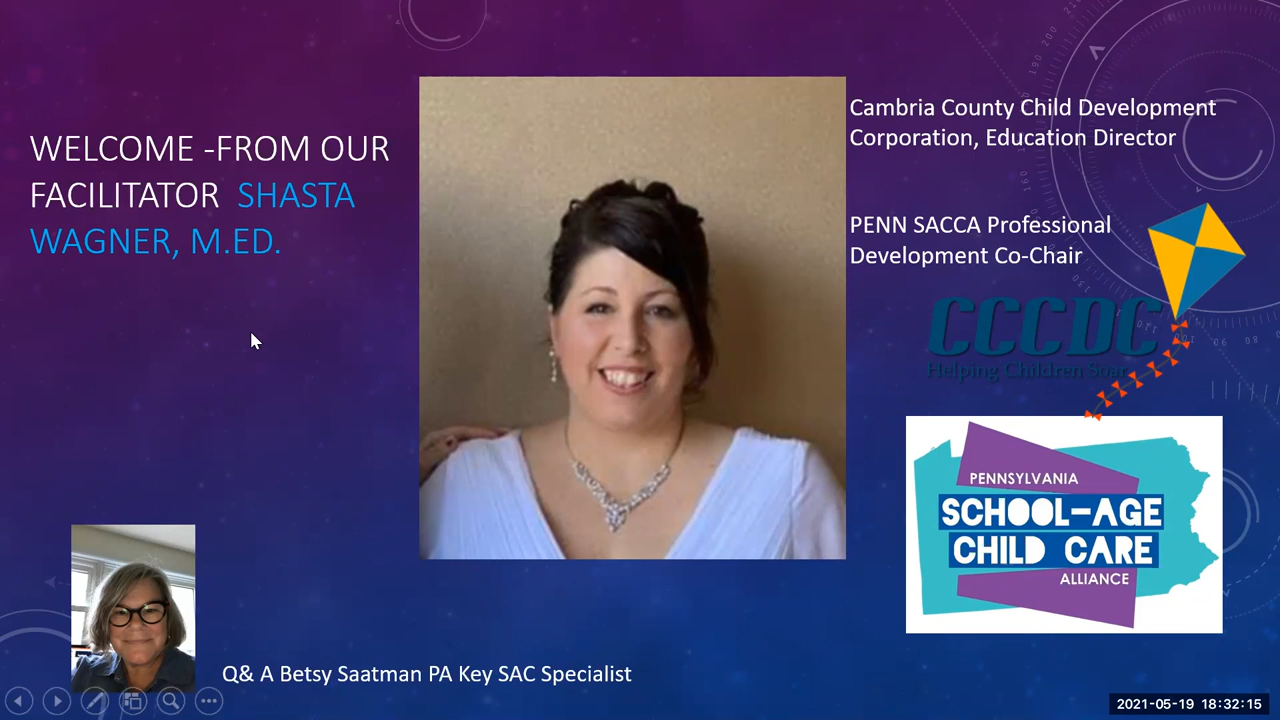 WELCOME -FROM OUR
FACILITATOR SHASTA
WAGNER, M.ED.
Cambria County Child Development
Corporation, Education Director
PENN SACCA Professional
Development Co-Chair
CCCDC
Helping Children Soar
PENNSYLVANIA
SCHOOL-AGE
CHILD CARE
ALLIANCE
Q& A Betsy Saatman PA Key SAC Specialist
2021-05-19 18:32:15